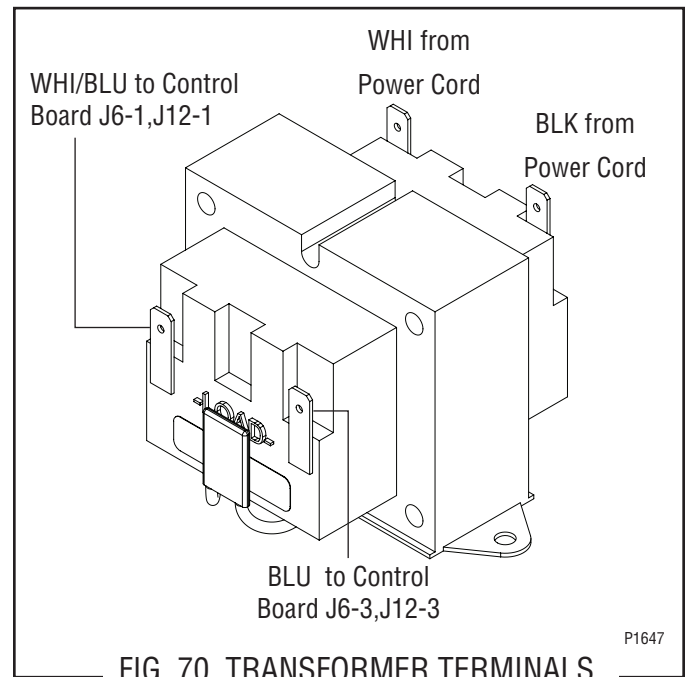 WHI from
Power Cord
WHI/BLU to Control
Board J6-1,J12-1
BLK from
Power Cord
LOAD
BLU to Control
Board J6-3,J12-3
P1647
FIG. 70 TRANSFORMER TERMINALS